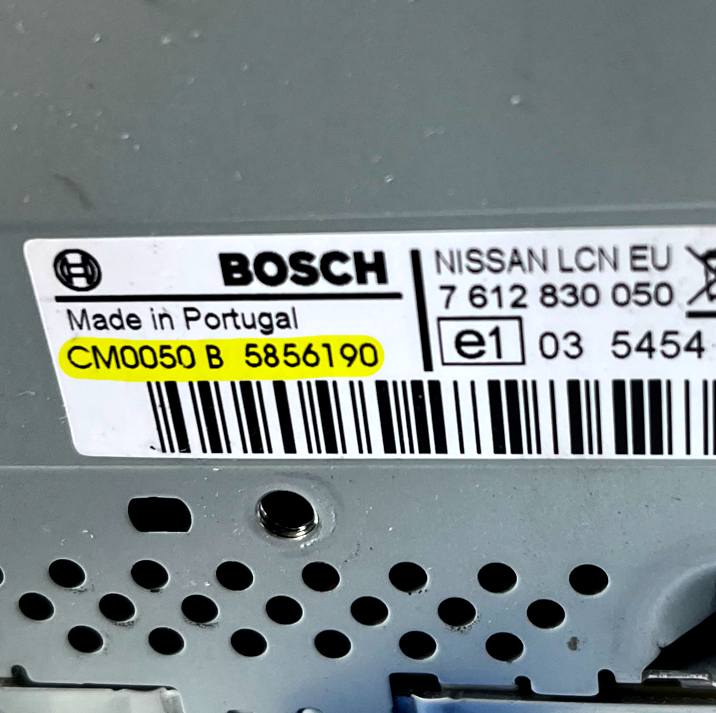 BOSCH
Made in Portugal
CM0050 B 5856190
NISSAN LCN EU
7 612 830 050
e1 03 5454